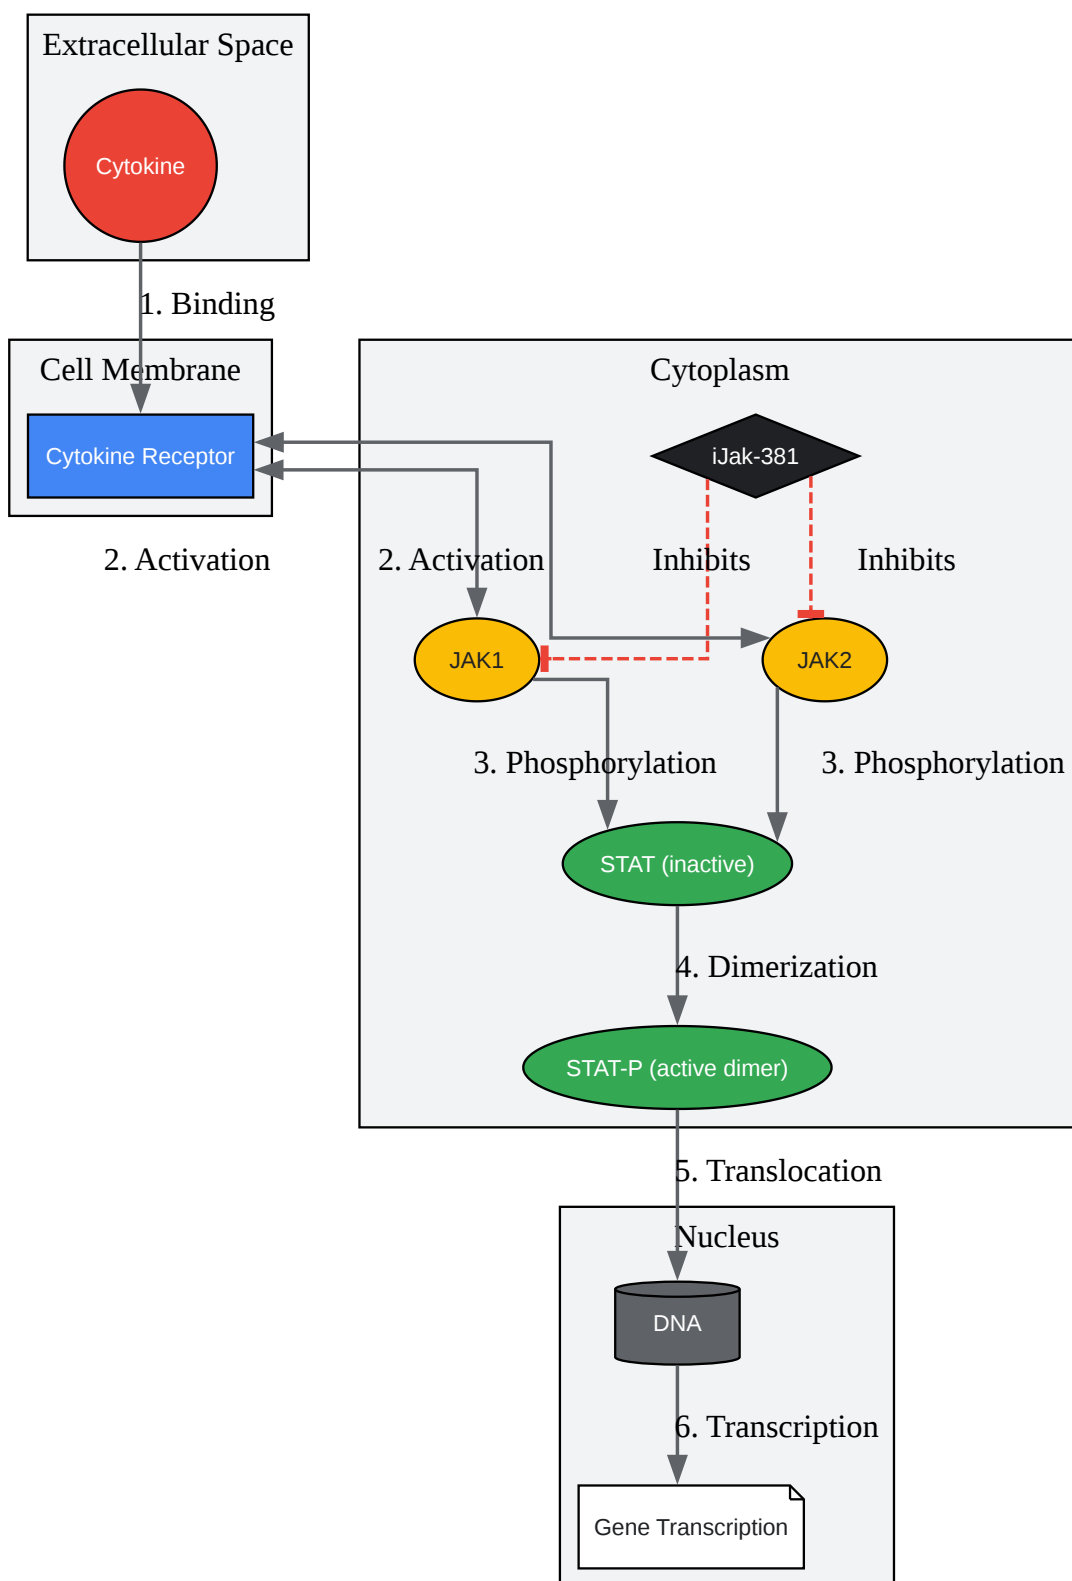 Extracellular Space
Cytokine
1. Binding
Cell Membrane
Cytokine Receptor
Cytoplasm
iJak-381
2. Activation
2. Activation
Inhibits
Inhibits
JAK1
JAK2
3. Phosphorylation
3. Phosphorylation
STAT (inactive)
4. Dimerization
STAT-P (active dimer)
5. Translocation
Nucleus
DNA
6. Transcription
Gene Transcription